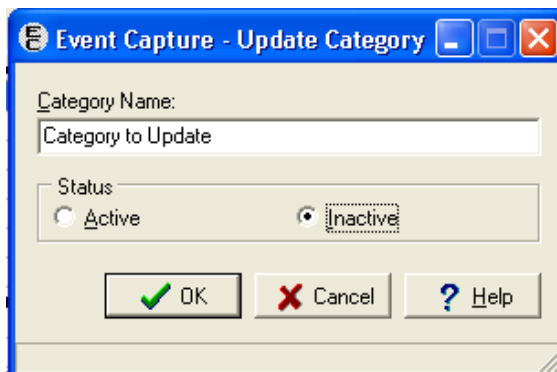 Event Capture - Update Category
Category Name:
Category to Update
Status
Active
Inactive
OK
Cancel
? Help